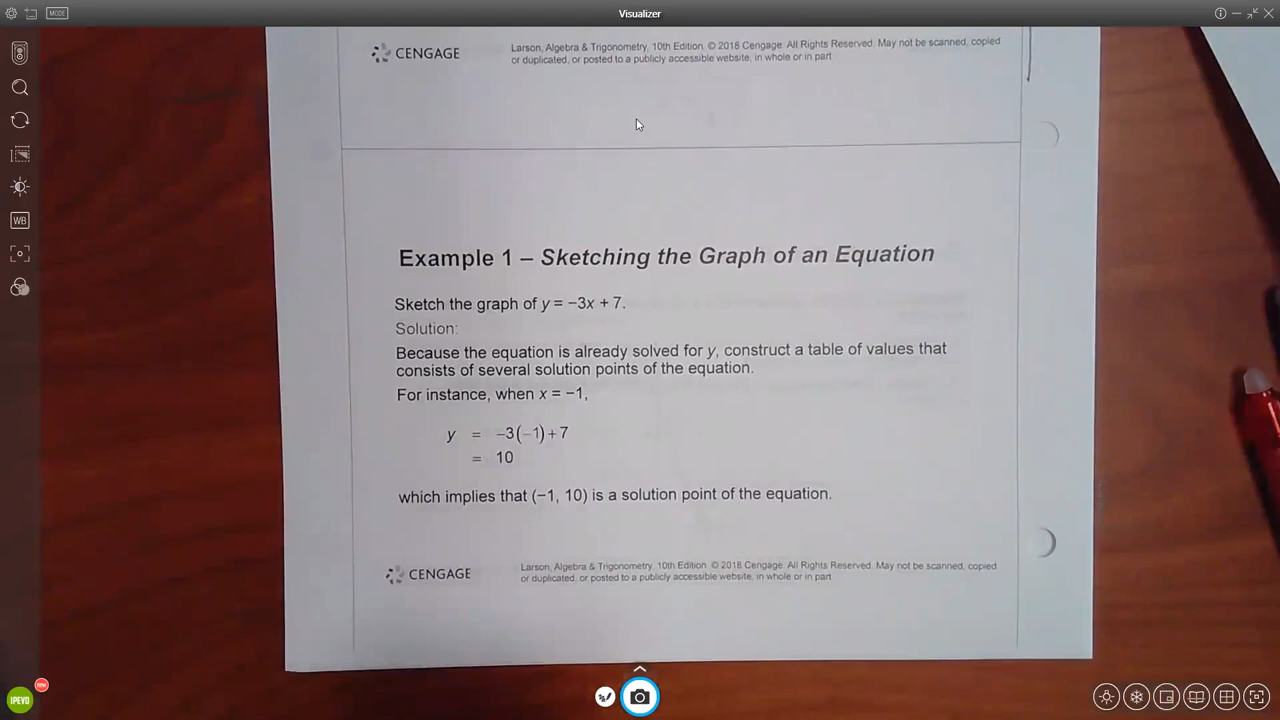 MODE
Visualizer
WB
CENGAGE
Larson, Algebra & Trigonometry, 10th Edition. © 2018 Cengage. All Rights Reserved. May not be scanned, copied
or duplicated, or posted to a publicly accessible website, in whole or in part.
Example 1 – Sketching the Graph of an Equation
Sketch the graph of y = −3x + 7.
Solution:
Because the equation is already solved for y, construct a table of values that
consists of several solution points of the equation.
For instance, when x = −1,
y = −3(−1)+7
= 10
which implies that (−1, 10) is a solution point of the equation.
CENGAGE
Larson, Algebra & Trigonometry, 10th Edition. © 2018 Cengage. All Rights Reserved. May not be scanned, copied
or duplicated, or posted to a publicly accessible website, in whole or in part.
IPEVO
new